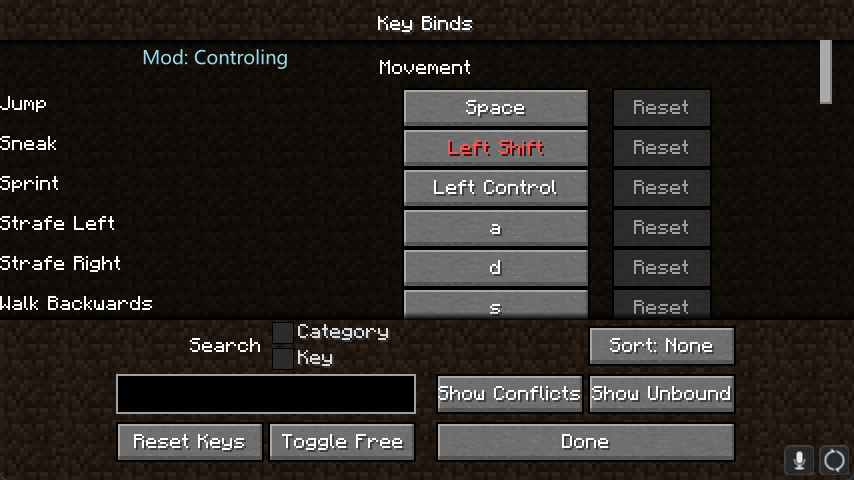 Key Binds
Mod: Controling
Movement
Jump Space Reset
Sneak Left Shift Reset
Sprint Left Control Reset
Strafe Left a Reset
Strafe Right d Reset
Walk Backwards s Reset
Search Category Sort: None
Key
Show Conflicts Show Unbound
Reset Keys Toggle Free Done